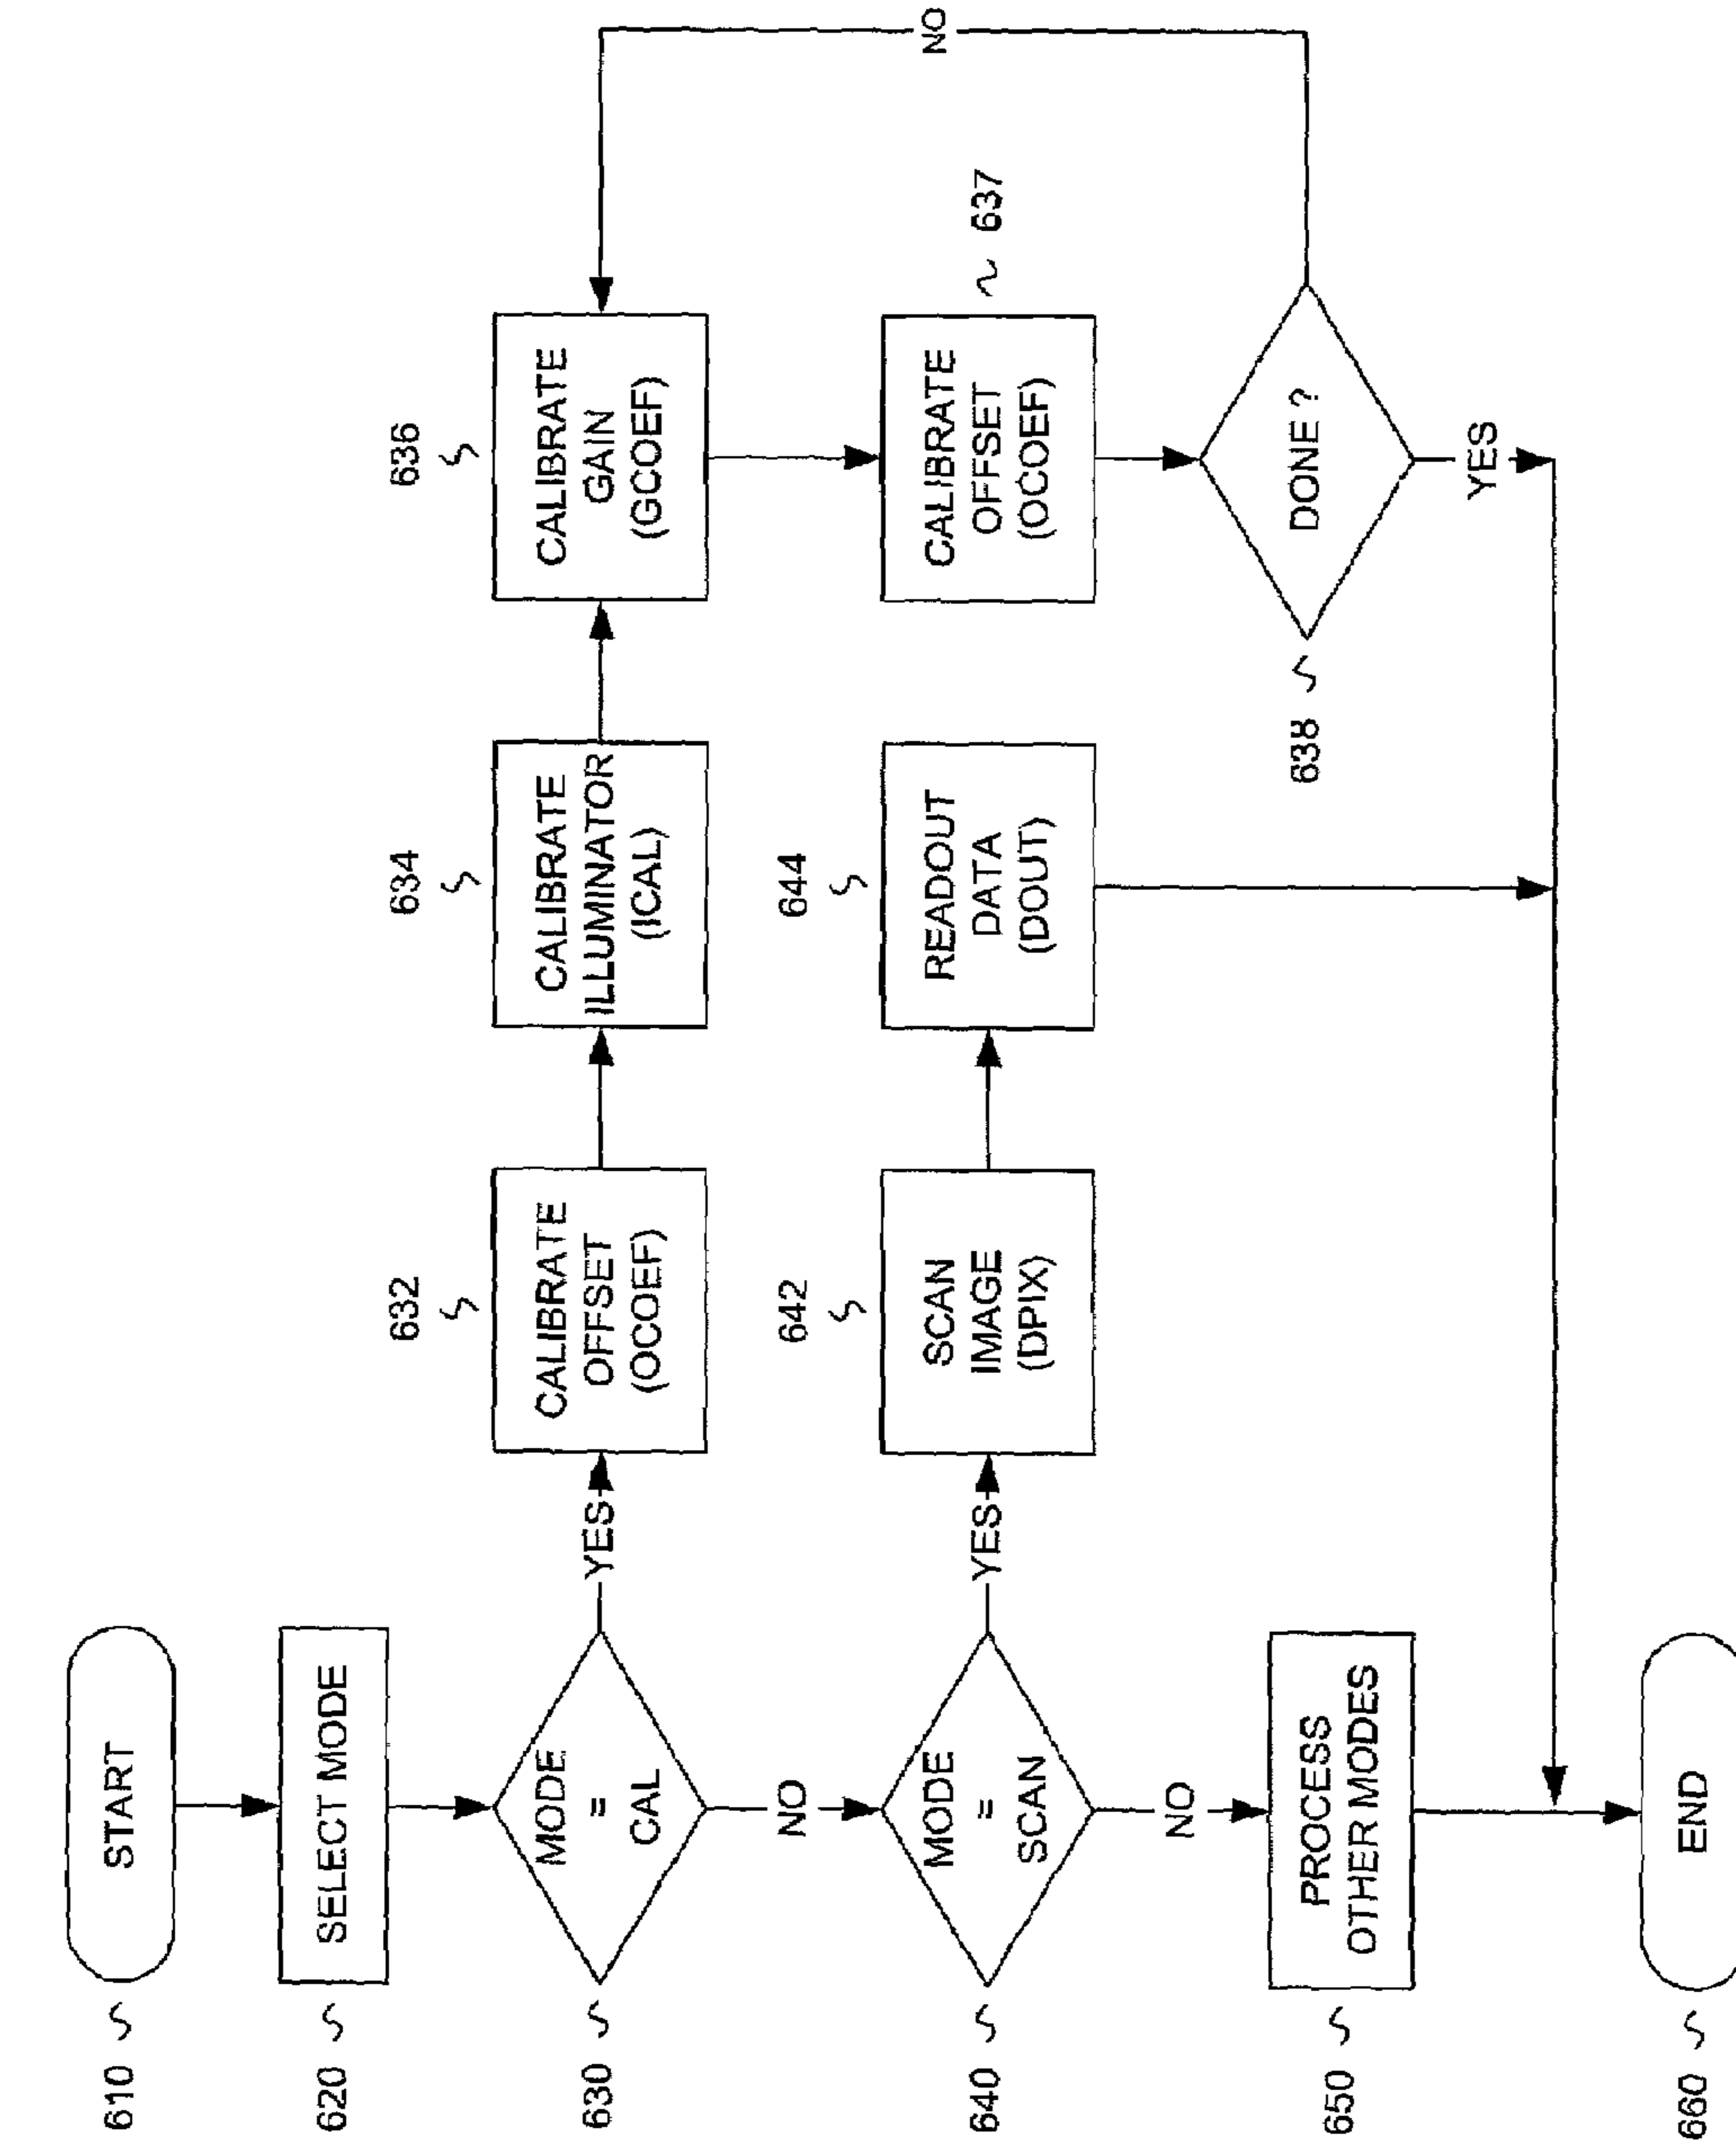 610
START
620
SELECT MODE
630
MODE
=
CAL
YES
632
CALIBRATE
OFFSET
(OCOEF)
634
CALIBRATE
ILLUMINATOR
(ICAL)
636
CALIBRATE
GAIN
(GCOEF)
NO
NO
640
MODE
=
SCAN
YES
642
SCAN
IMAGE
(DPIX)
644
READOUT
DATA
(DOUT)
CALIBRATE
OFFSET
(OCOEF)
637
NO
650
PROCESS
OTHER MODES
638
DONE ?
YES
660
END